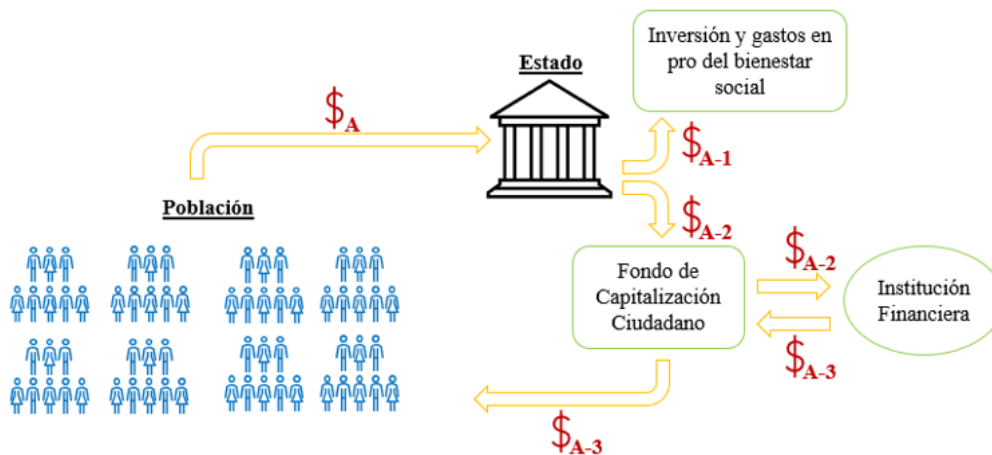 Inversión y gastos en
pro del bienestar
social
Estado
$A
$A-1
Población
$A-2
Fondo de
Capitalización
Ciudadano
$A-2
Institución
Financiera
$A-3
$A-3